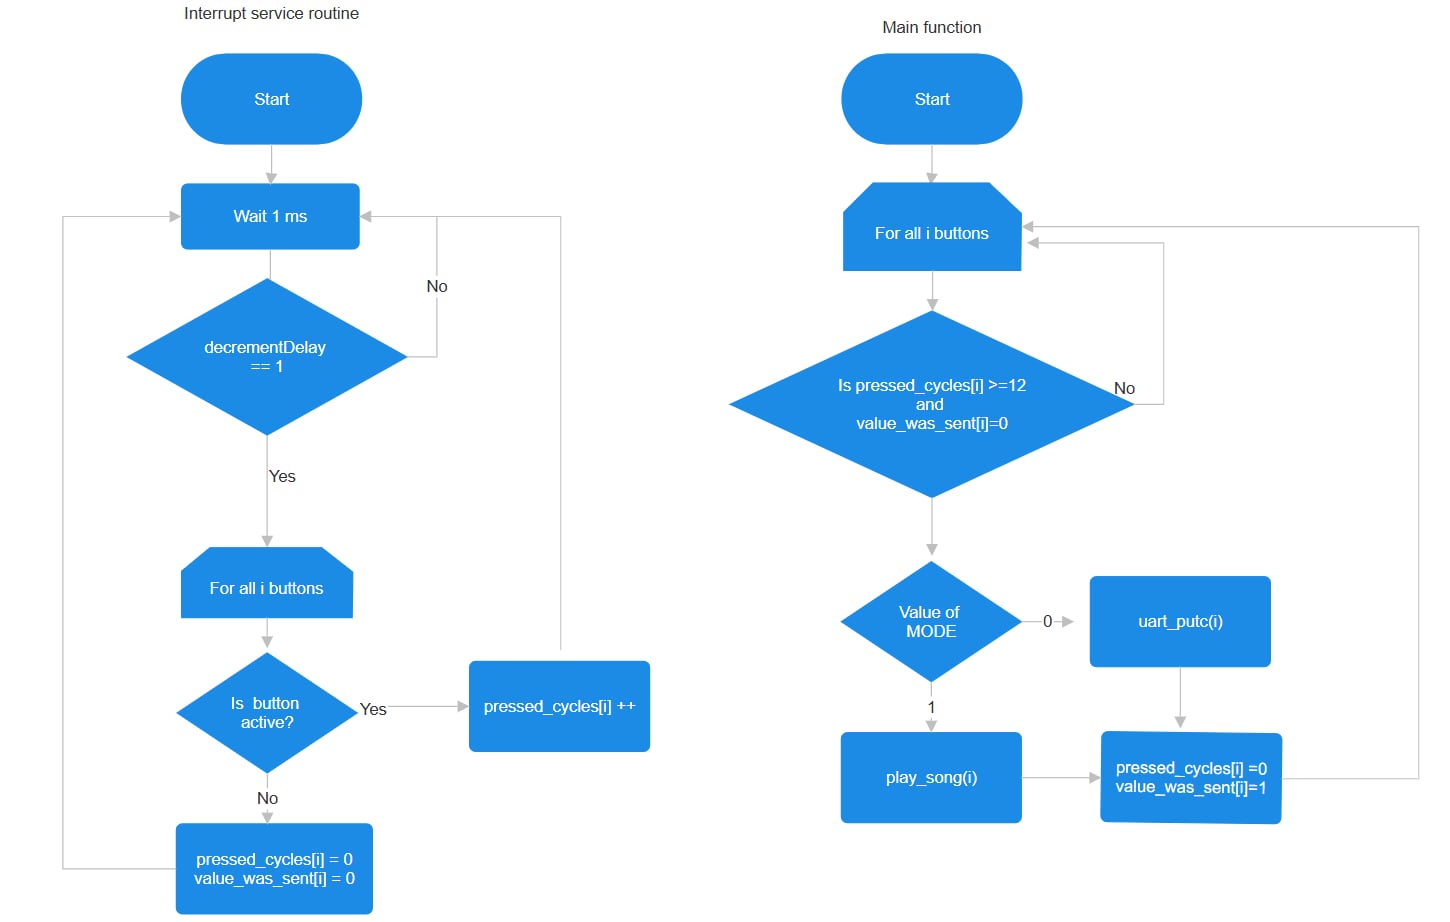 Interrupt service routine
Start
Wait 1 ms
No
decrementDelay
== 1
Yes
For all i buttons
Is  button
active?
Yes
pressed_cycles[i] ++
No
pressed_cycles[i] = 0
value_was_sent[i] = 0
Main function
Start
For all i buttons
Is pressed_cycles[i] >=12
and
value_was_sent[i]=0
No
Value of
MODE
0
uart_putc(i)
1
play_song(i)
pressed_cycles[i] =0
value_was_sent[i]=1